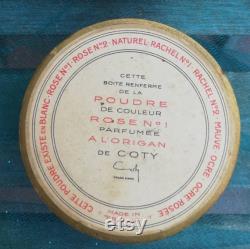 CETTE POUDRE EXISTE EN BLANC · ROSE Nº1 · ROSE Nº2 · NATUREL · RACHEL Nº1 · RACHEL Nº2 · MAUVE · OCRE · OCRE ROSÉE
CETTE
BOITE RENFERME
DE LA
POUDRE
DE COULEUR
ROSE Nº1
PARFUMÉE
A L'ORIGAN
DE COTY
Coty
MADE IN
Etsy